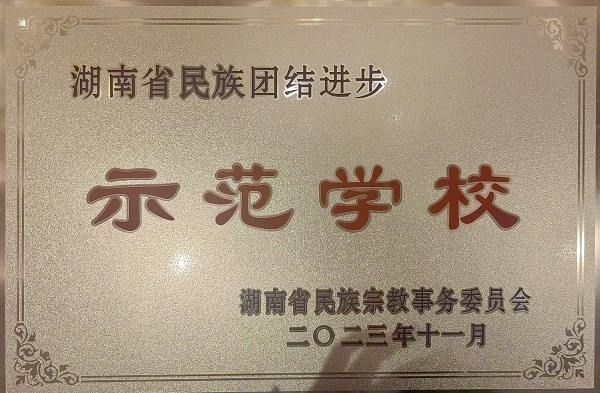 湖南省民族团结进步
示范学校
湖南省民族宗教事务委员会
二〇二三年十一月